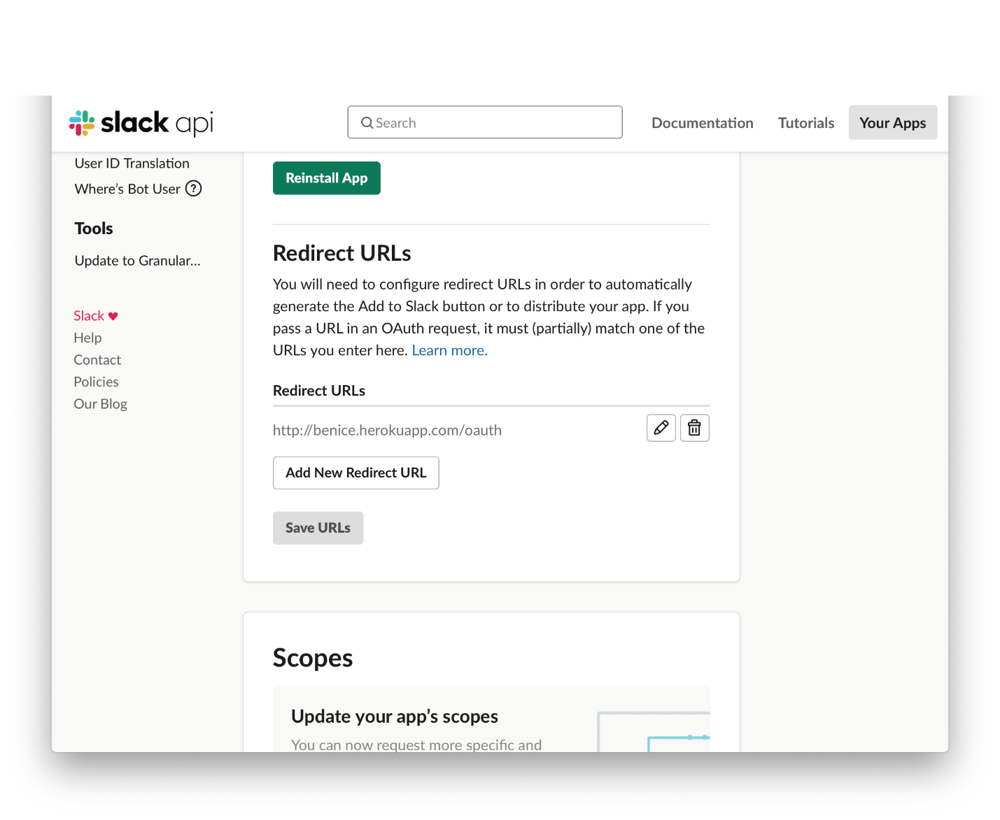 slack api
Search
Documentation
Tutorials
Your Apps
User ID Translation
Where’s Bot User ?
Tools
Update to Granular...
Slack ♥
Help
Contact
Policies
Our Blog
Reinstall App
Redirect URLs
You will need to configure redirect URLs in order to automatically
generate the Add to Slack button or to distribute your app. If you
pass a URL in an OAuth request, it must (partially) match one of the
URLs you enter here. Learn more.
Redirect URLs
http://benice.herokuapp.com/oauth
Add New Redirect URL
Save URLs
Scopes
Update your app’s scopes
You can now request more specific and